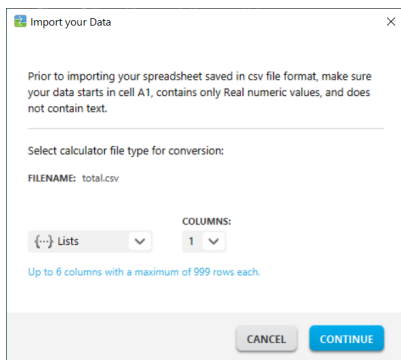 Import your Data
Prior to importing your spreadsheet saved in csv file format, make sure
your data starts in cell A1, contains only Real numeric values, and does
not contain text.
Select calculator file type for conversion:
FILENAME: total.csv
COLUMNS:
{···} Lists 1
Up to 6 columns with a maximum of 999 rows each.
CANCEL CONTINUE